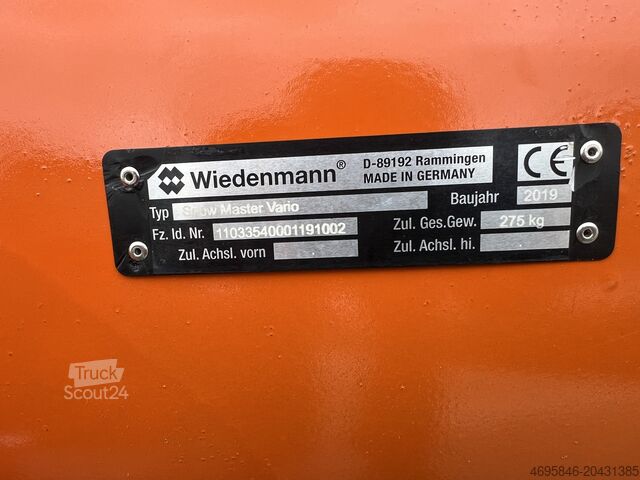 Wiedenmann®
D-89192 Rammingen
MADE IN GERMANY
CE
Typ Snow Master Vario
Baujahr 2019
Fz. Id. Nr. 11033540001191002
Zul. Ges.Gew. 275 kg
Zul. Achsl. vorn
Zul. Achsl. hi.
Truck
Scout24
4695846-20431385